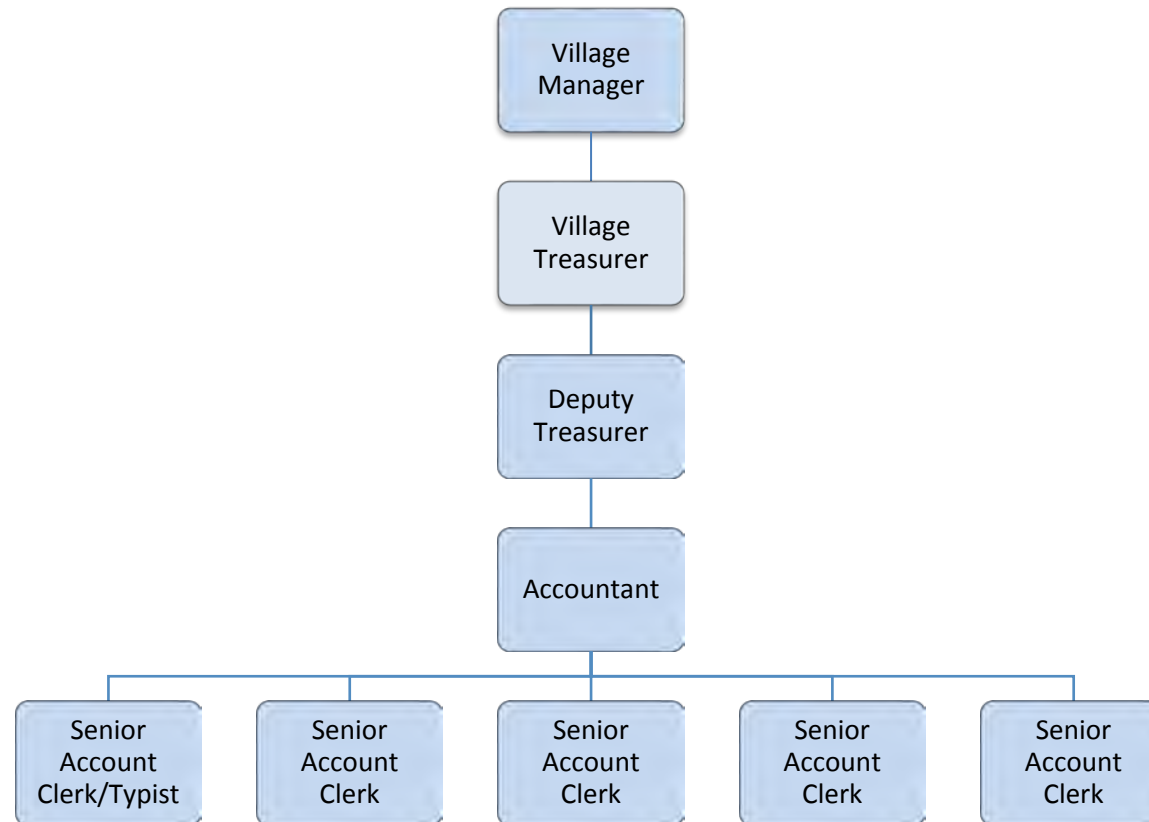 Village
Manager
Village
Treasurer
Deputy
Treasurer
Accountant
Senior
Account
Clerk/Typist
Senior
Account
Clerk
Senior
Account
Clerk
Senior
Account
Clerk
Senior
Account
Clerk